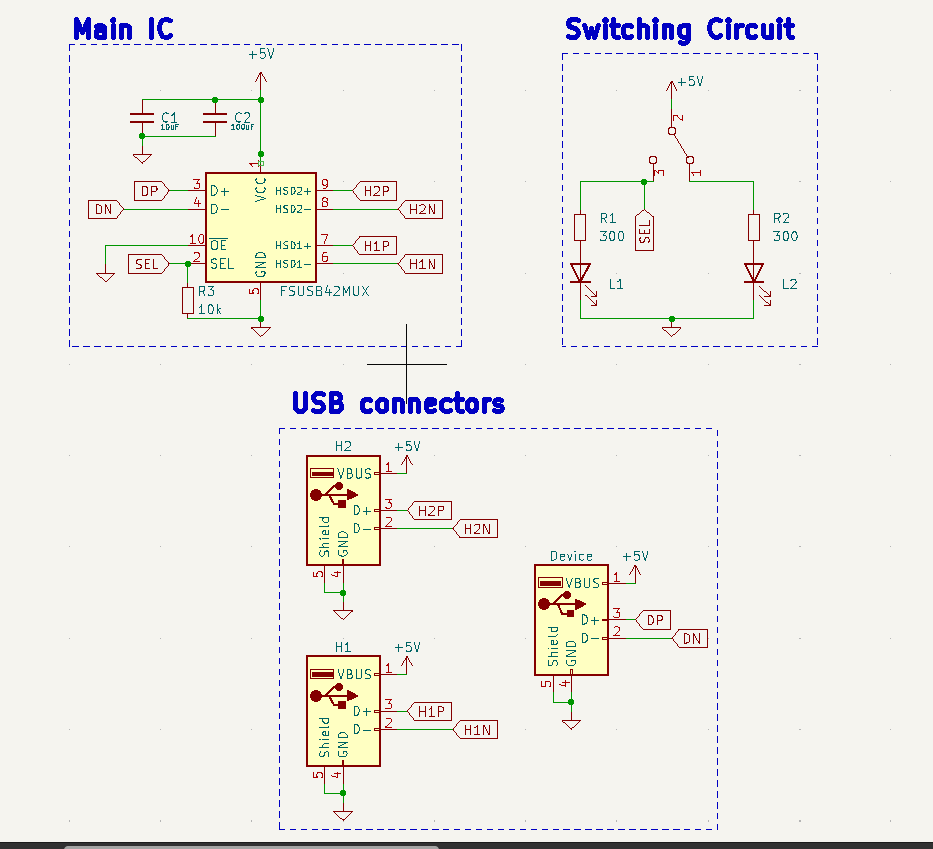 Main IC
+5V
C1
10uF
C2
100uF
1
VCC
DP
3
D+
DN
4
D-
10
OE
SEL
2
SEL
HSD2+
9
H2P
HSD2-
8
H2N
HSD1+
7
H1P
HSD1-
6
H1N
GND
5
FSUSB42MUX
R3
10k
Switching Circuit
+5V
2
3
1
R1
300
SEL
R2
300
L1
L2
USB connectors
H2
+5V
VBUS
1
D+
3
H2P
D-
2
H2N
Shield
GND
5
4
Device
+5V
VBUS
1
D+
3
DP
D-
2
DN
Shield
GND
5
4
H1
+5V
VBUS
1
D+
3
H1P
D-
2
H1N
Shield
GND
5
4